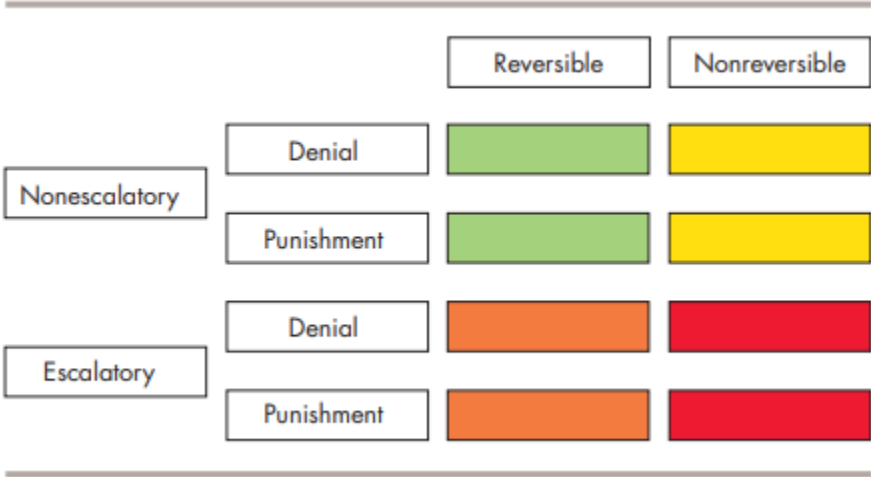 Reversible Nonreversible
Denial
Nonescalatory
Punishment
Denial
Escalatory
Punishment